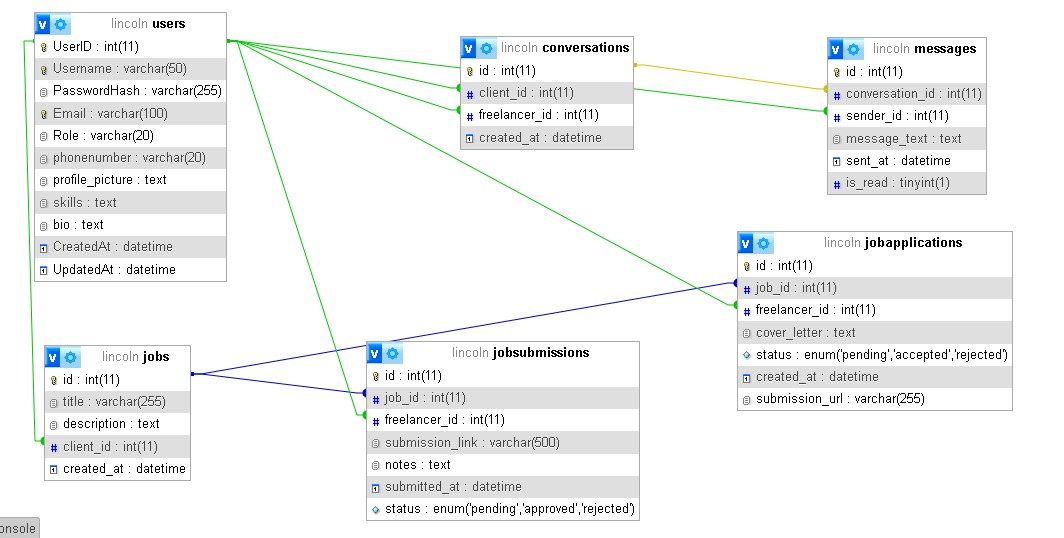 lincoln users
UserID : int(11)
Username : varchar(50)
PasswordHash : varchar(255)
Email : varchar(100)
Role : varchar(20)
phonenumber : varchar(20)
profile_picture : text
skills : text
bio : text
CreatedAt : datetime
UpdatedAt : datetime
lincoln conversations
id : int(11)
client_id : int(11)
freelancer_id : int(11)
created_at : datetime
lincoln messages
id : int(11)
conversation_id : int(11)
sender_id : int(11)
message_text : text
sent_at : datetime
is_read : tinyint(1)
lincoln jobapplications
id : int(11)
job_id : int(11)
freelancer_id : int(11)
cover_letter : text
status : enum('pending','accepted','rejected')
created_at : datetime
submission_url : varchar(255)
lincoln jobs
id : int(11)
title : varchar(255)
description : text
client_id : int(11)
created_at : datetime
lincoln jobsubmissions
id : int(11)
job_id : int(11)
freelancer_id : int(11)
submission_link : varchar(500)
notes : text
submitted_at : datetime
status : enum('pending','approved','rejected')
onsole